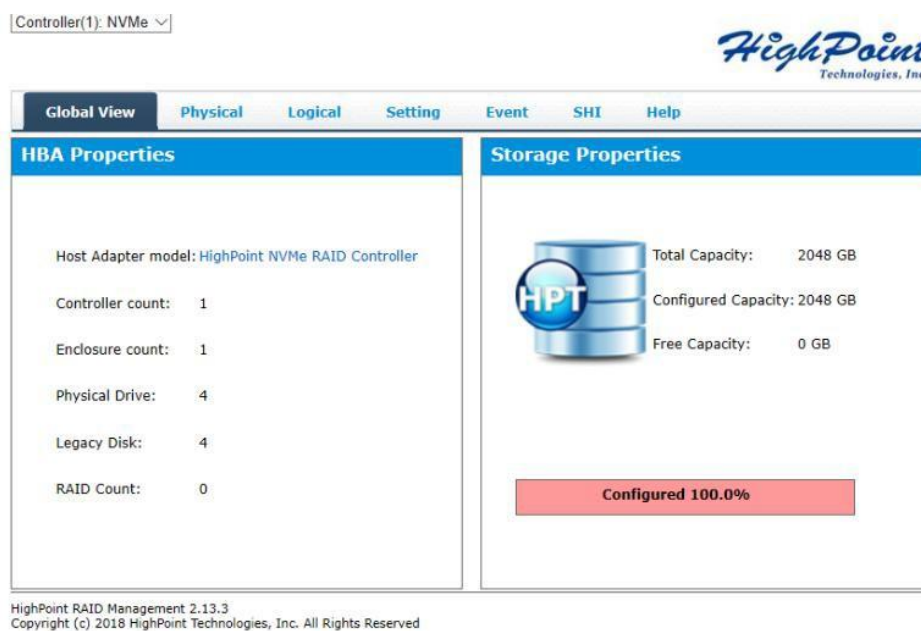 Controller(1): NVMe
HighPoint
Technologies, Inc
Global View Physical Logical Setting Event SHI Help
HBA Properties
Host Adapter model: HighPoint NVMe RAID Controller
Controller count: 1
Enclosure count: 1
Physical Drive: 4
Legacy Disk: 4
RAID Count: 0
Storage Properties
HPT
Total Capacity: 2048 GB
Configured Capacity: 2048 GB
Free Capacity: 0 GB
Configured 100.0%
HighPoint RAID Management 2.13.3
Copyright (c) 2018 HighPoint Technologies, Inc. All Rights Reserved